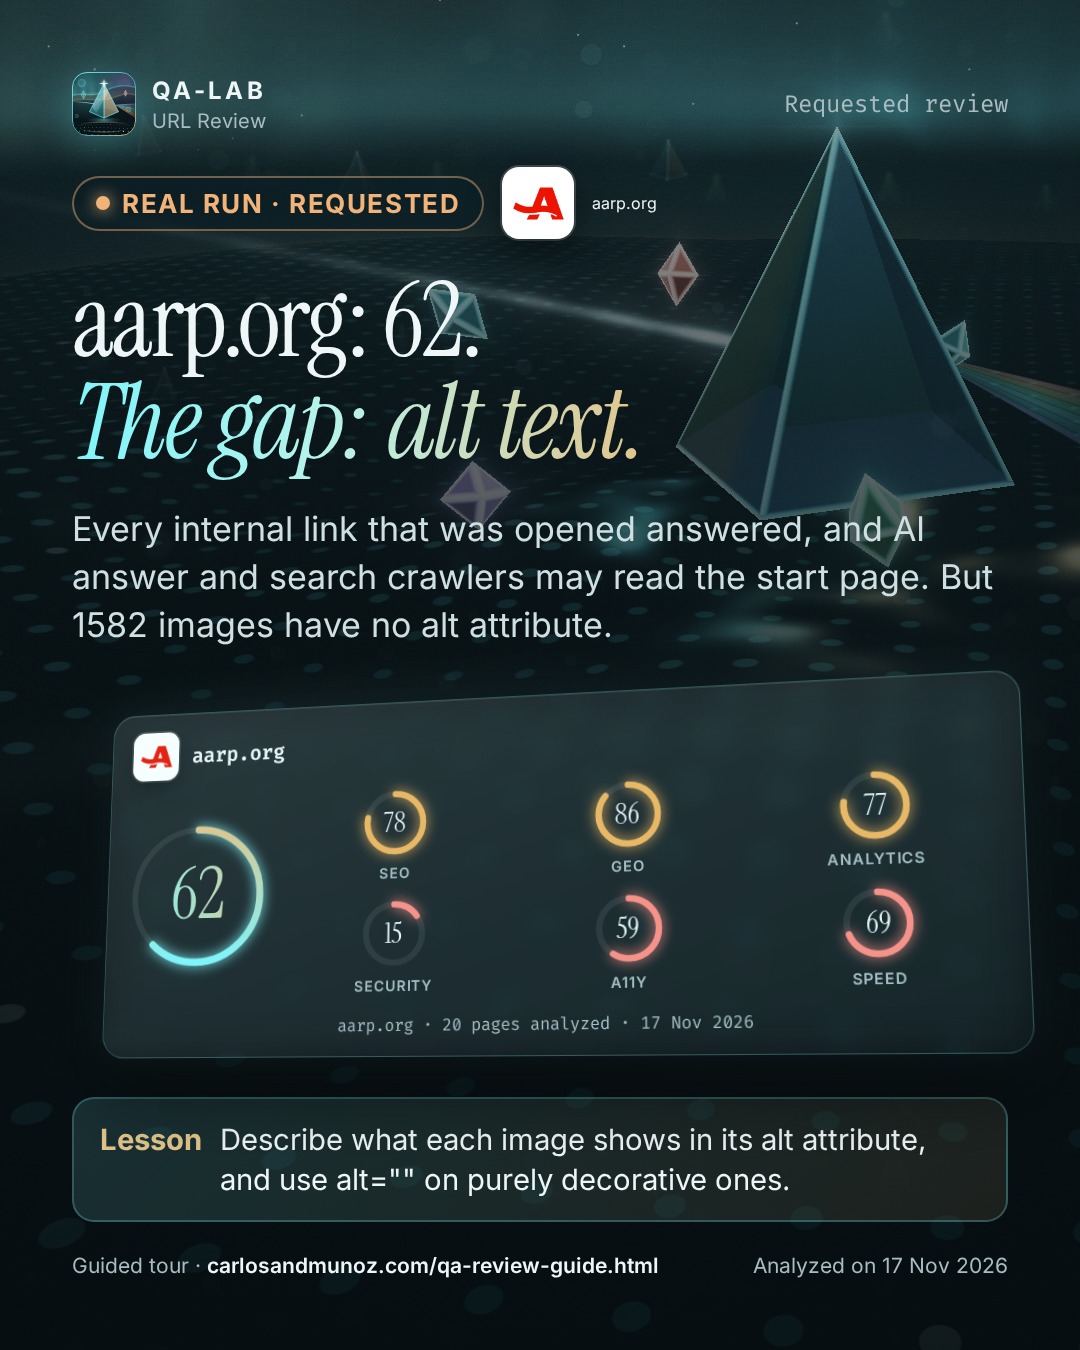 QA-LAB
URL Review
Requested review
REAL RUN · REQUESTED
aarp.org
aarp.org: 62.
The gap: alt text.
Every internal link that was opened answered, and AI
answer and search crawlers may read the start page. But
1582 images have no alt attribute.
aarp.org
62
78
SEO
86
GEO
77
ANALYTICS
15
SECURITY
59
A11Y
69
SPEED
aarp.org · 20 pages analyzed · 17 Nov 2026
Lesson Describe what each image shows in its alt attribute,
and use alt="" on purely decorative ones.
Guided tour · carlosandmunoz.com/qa-review-guide.html
Analyzed on 17 Nov 2026